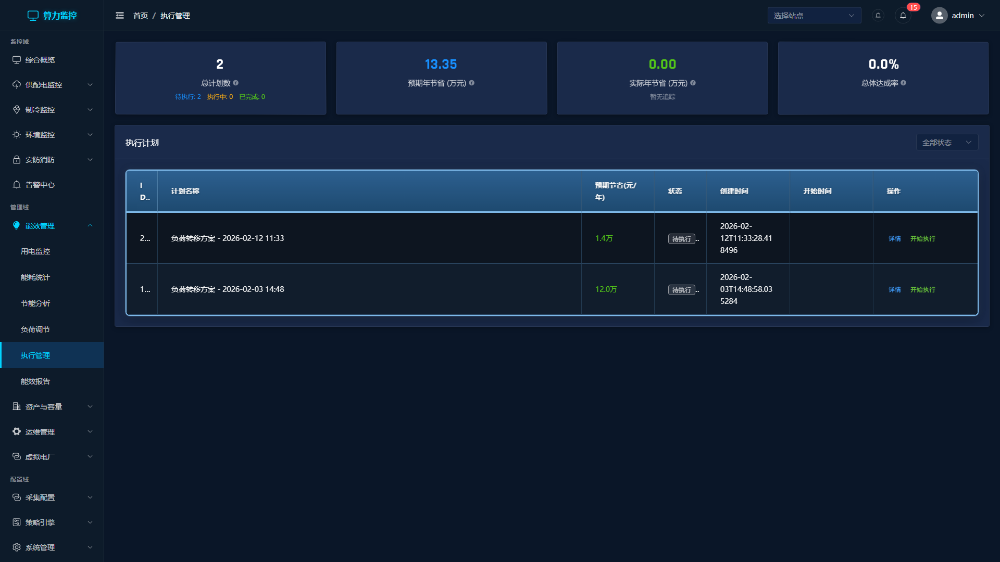 算力监控
首页 / 执行管理
选择站点
15
admin
监控域
综合概览
供配电监控
制冷监控
环境监控
安防消防
告警中心
管理域
能效管理
用电监控
能耗统计
节能分析
负荷调节
执行管理
能效报告
资产与容量
运维管理
虚拟电厂
配置域
采集配置
策略引擎
系统管理
2
总计划数
待执行: 2 执行中: 0 已完成: 0
13.35
预期年节省 (万元)
0.00
实际年节省 (万元)
暂无追踪
0.0%
总体达成率
执行计划
全部状态
I
D..
计划名称
预期节省(元/
年)
状态
创建时间
开始时间
操作
2...
负荷转移方案 - 2026-02-12 11:33
1.4万
待执行..
2026-02-
12T11:33:28.41
8496
详情 开始执行
1...
负荷转移方案 - 2026-02-03 14:48
12.0万
待执行..
2026-02-
03T14:48:58.03
5284
详情 开始执行